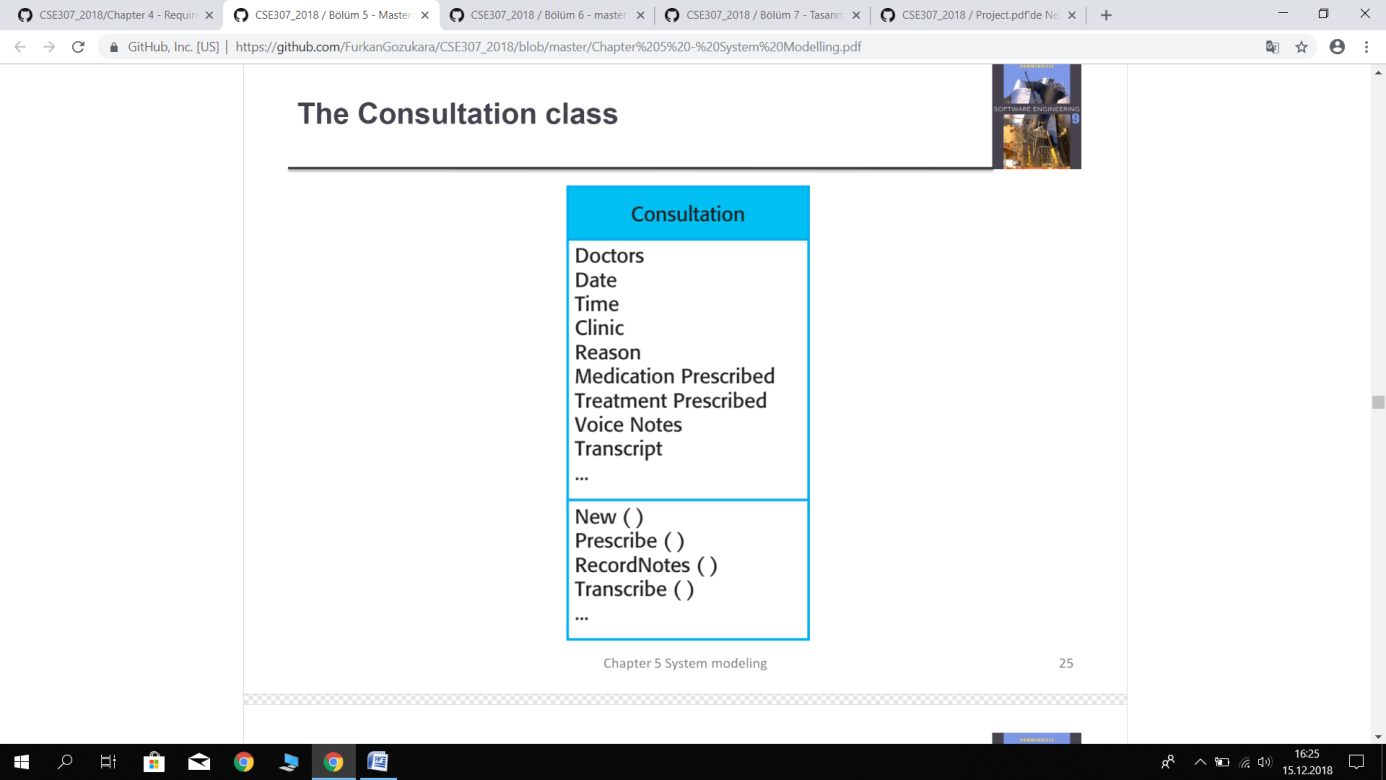 CSE307_2018/Chapter 4 - Requir
CSE307_2018 / Bölüm 5 - Master
CSE307_2018 / Bölüm 6 - master
CSE307_2018 / Bölüm 7 - Tasarım
CSE307_2018 / Project.pdf'de Ne
GitHub, Inc. [US] | https://github.com/FurkanGozukara/CSE307_2018/blob/master/Chapter%205%20-%20System%20Modelling.pdf
The Consultation class
SOMMERVILLE
SOFTWARE ENGINEERING
9
Consultation
Doctors
Date
Time
Clinic
Reason
Medication Prescribed
Treatment Prescribed
Voice Notes
Transcript
...
New ( )
Prescribe ( )
RecordNotes ( )
Transcribe ( )
...
Chapter 5 System modeling
25
SOMMERVILLE
16:25
15.12.2018